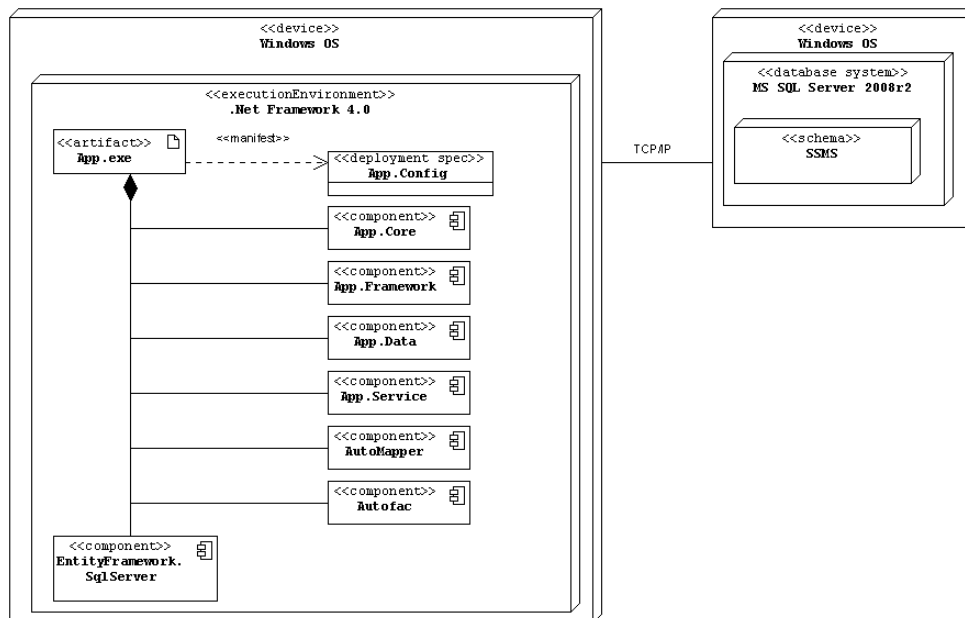 <<device>>
Windows OS
<<executionEnvironment>>
.Net Framework 4.0
<<artifact>>
App.exe
<<manifest>>
<<deployment spec>>
App.Config
<<component>>
App.Core
<<component>>
App.Framework
<<component>>
App.Data
<<component>>
App.Service
<<component>>
AutoMapper
<<component>>
Autofac
<<component>>
EntityFramework.
SqlServer
TCP/IP
<<device>>
Windows OS
<<database system>>
MS SQL Server 2008r2
<<schema>>
SSMS